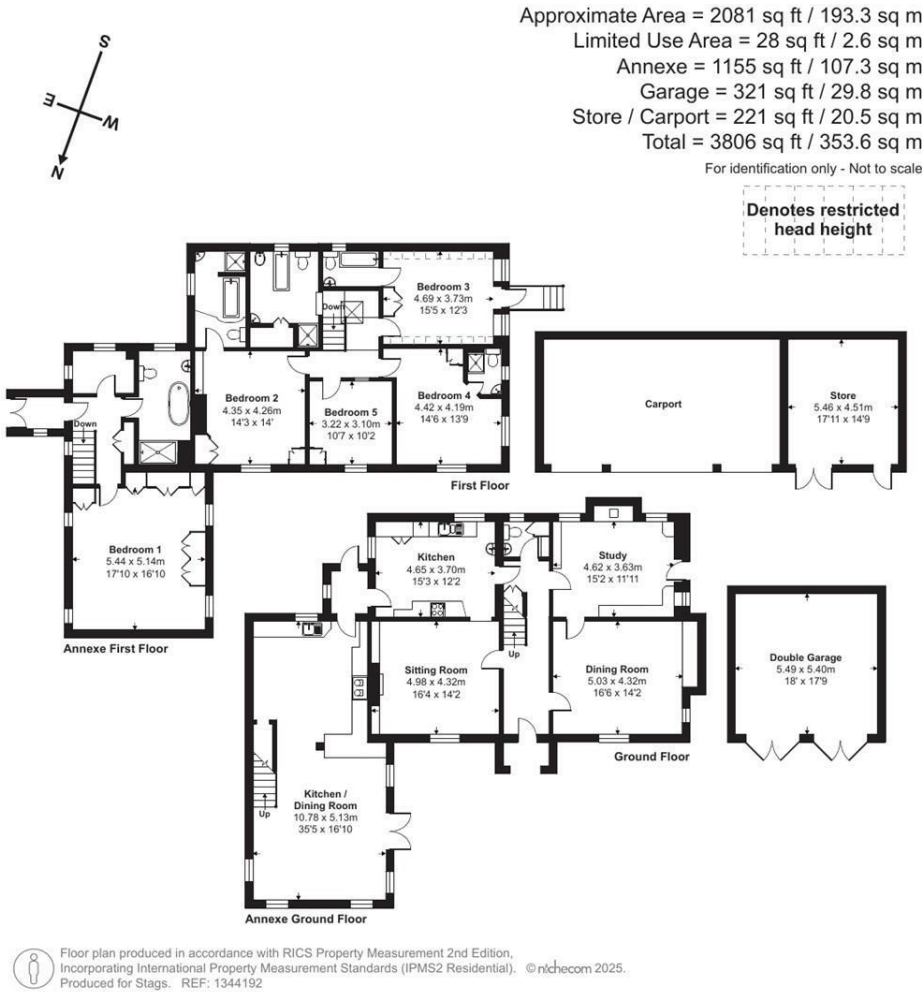 Approximate Area = 2081 sq ft / 193.3 sq m
Limited Use Area = 28 sq ft / 2.6 sq m
Annexe = 1155 sq ft / 107.3 sq m
Garage = 321 sq ft / 29.8 sq m
Store / Carport = 221 sq ft / 20.5 sq m
Total = 3806 sq ft / 353.6 sq m
For identification only - Not to scale
Denotes restricted
head height
S
E
W
N
Down
Bedroom 3
4.69 x 3.73m
15'5 x 12'3
Bedroom 2
4.35 x 4.26m
14'3 x 14'
Bedroom 5
3.22 x 3.10m
10'7 x 10'2
Bedroom 4
4.42 x 4.19m
14'6 x 13'9
First Floor
Down
Bedroom 1
5.44 x 5.14m
17'10 x 16'10
Annexe First Floor
Carport
Store
5.46 x 4.51m
17'11 x 14'9
Kitchen
4.65 x 3.70m
15'3 x 12'2
Study
4.62 x 3.63m
15'2 x 11'11
Up
Sitting Room
4.98 x 4.32m
16'4 x 14'2
Dining Room
5.03 x 4.32m
16'6 x 14'2
Ground Floor
Double Garage
5.49 x 5.40m
18' x 17'9
Up
Kitchen /
Dining Room
10.78 x 5.13m
35'5 x 16'10
Annexe Ground Floor
Floor plan produced in accordance with RICS Property Measurement 2nd Edition,
Incorporating International Property Measurement Standards (IPMS2 Residential). © nichecom 2025.
Produced for Stags. REF: 1344192